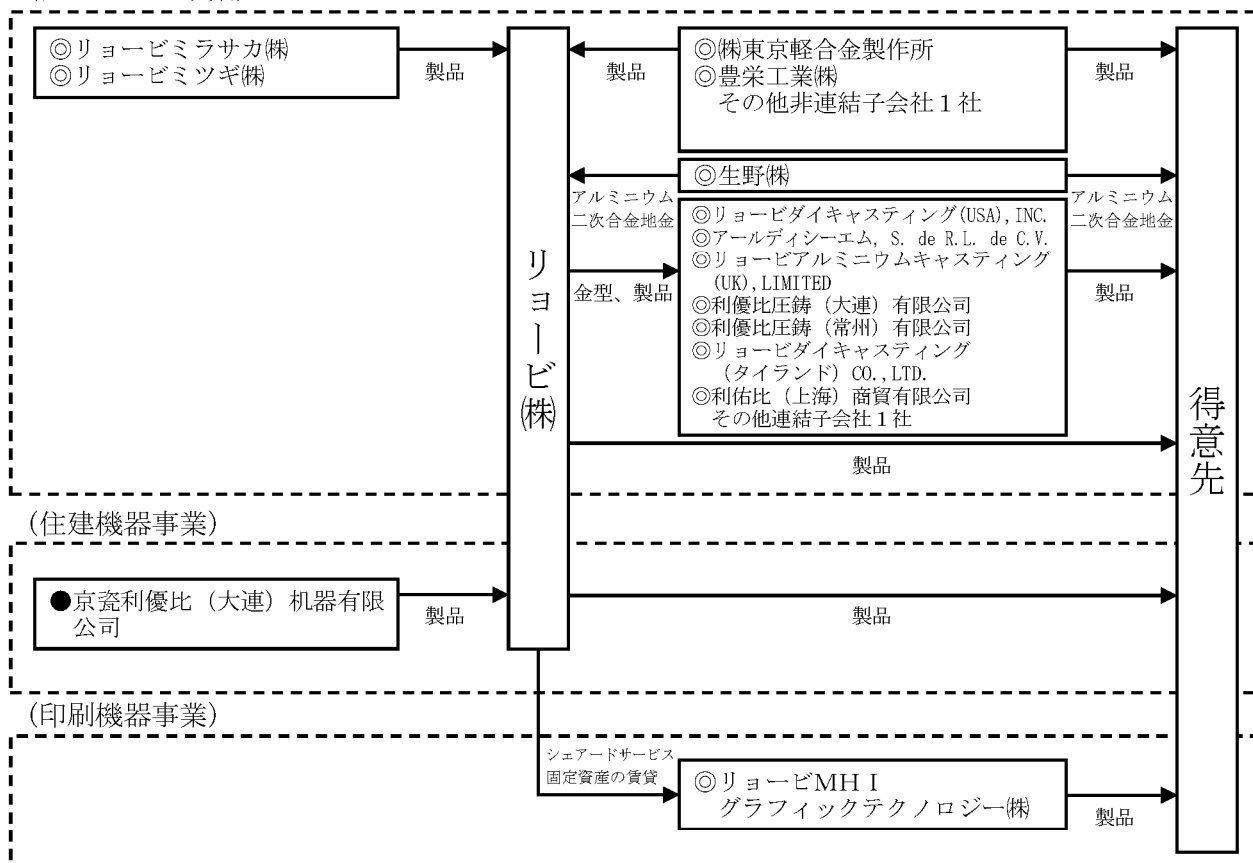 ◎リョービミラサカ㈱
◎リョービミツギ㈱
製品
リョービ㈱
製品
◎㈱東京軽合金製作所
◎豊栄工業㈱
その他非連結子会社１社
製品
得意先
アルミニウム
二次合金地金
◎生野㈱
アルミニウム
二次合金地金
金型、製品
◎リョービダイキャスティング(USA), INC.
◎アールディシーエム, S. de R.L. de C.V.
◎リョービアルミニウムキャスティング
(UK), LIMITED
◎利優比圧鋳（大連）有限公司
◎利優比圧鋳（常州）有限公司
◎リョービダイキャスティング
（タイランド）CO., LTD.
◎利佑比（上海）商貿有限公司
その他連結子会社１社
製品
製品
(住建機器事業)
●京瓷利優比（大連）机器有限
公司
製品
製品
(印刷機器事業)
シェアードサービス
固定資産の賃貸
◎リョービＭＨＩ
グラフィックテクノロジー㈱
製品